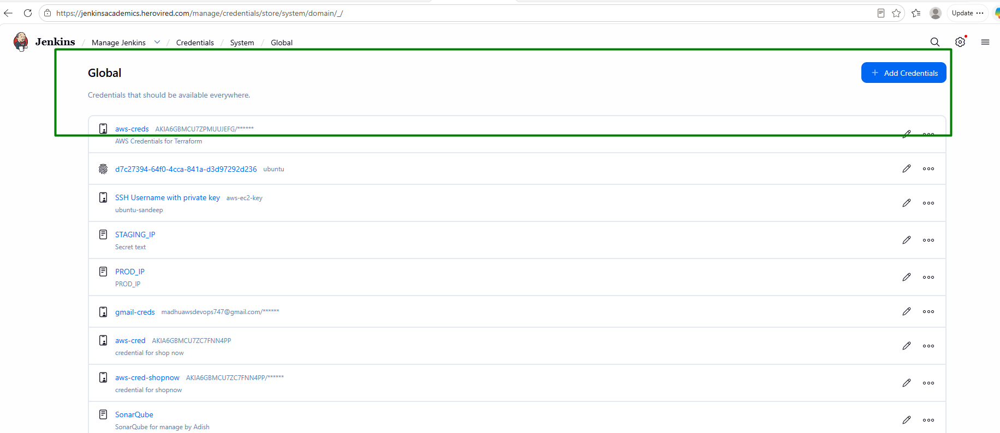 https://jenkinsacademics.herovired.com/manage/credentials/store/system/domain/_/
Update
Jenkins / Manage Jenkins / Credentials / System / Global
Global
+ Add Credentials
Credentials that should be available everywhere.
aws-creds AKIA6GBMCU7ZPMUUJEFG/******
AWS Credentials for Terraform
d7c27394-64f0-4cca-841a-d3d97292d236 ubuntu
SSH Username with private key aws-ec2-key
ubuntu-sandeep
STAGING_IP
Secret text
PROD_IP
PROD_IP
gmail-creds madhuawsdevops747@gmail.com/******
aws-cred AKIA6GBMCU7ZC7FNN4PP
credential for shop now
aws-cred-shopnow AKIA6GBMCU7ZC7FNN4PP/******
credential for shopnow
SonarQube
SonarQube for manage by Adish